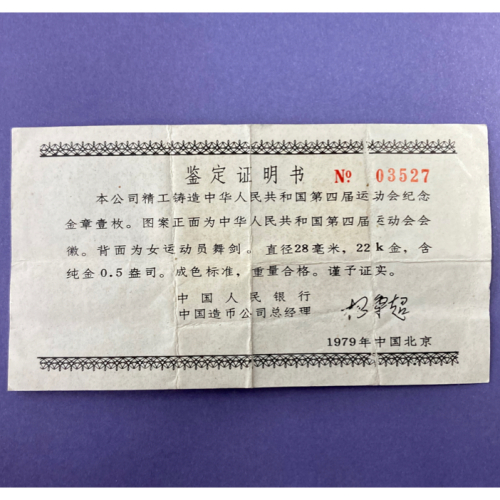 鉴定证明书 № 03527
本公司精工铸造中华人民共和国第四届运动会纪念
金章壹枚。图案正面为中华人民共和国第四届运动会会
徽。背面为女运动员舞剑。直径28毫米,22k金,含
纯金0.5盎司。成色标准,重量合格。谨予证实。
中国人民银行
中国造币公司总经理
1979年中国北京